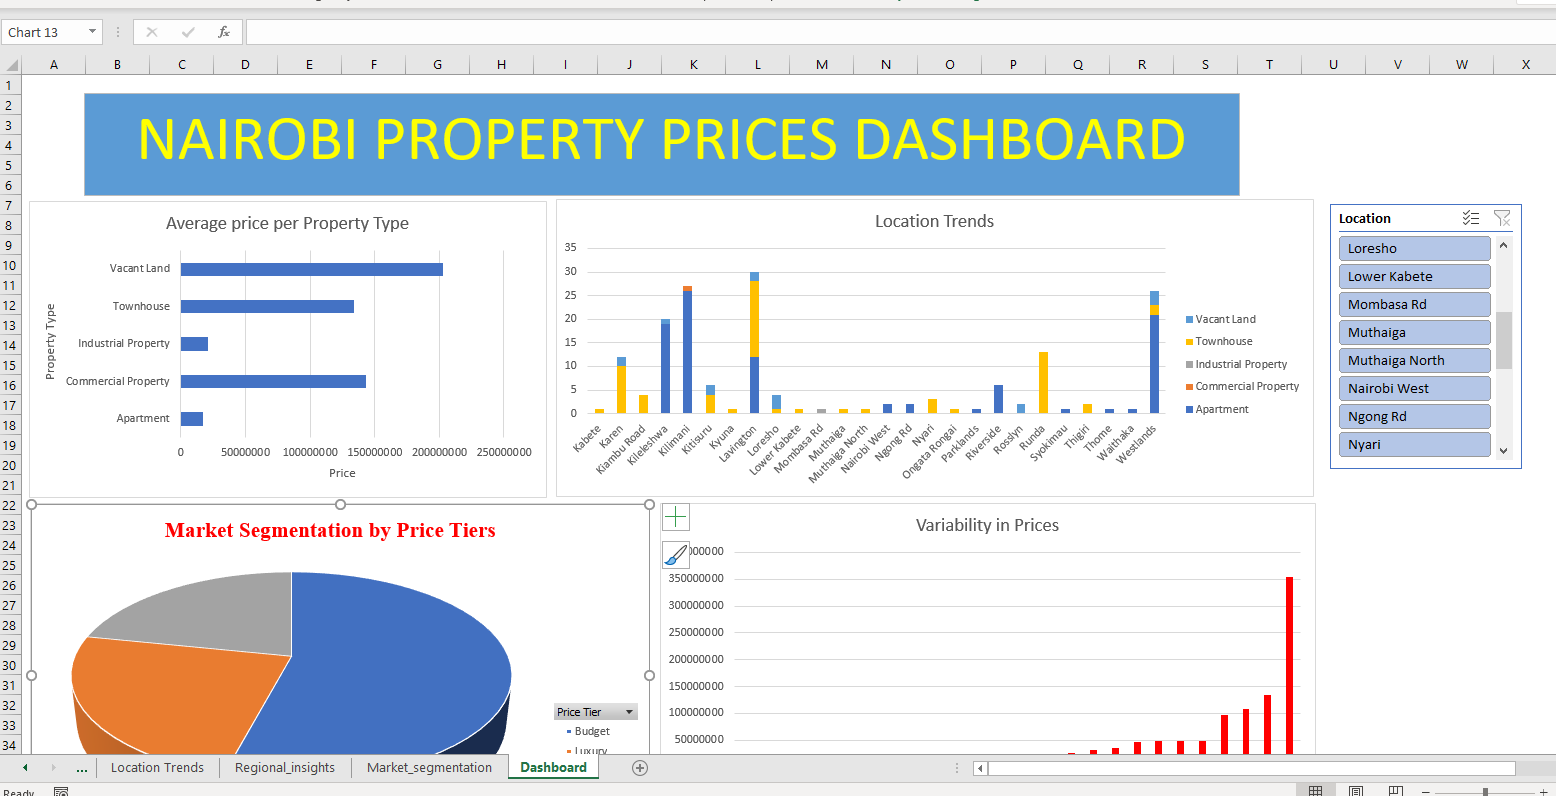 Chart 13
fx
A B C D E F G H I J K L M N O P Q R S T U V W X
1
2
3
4
5
6
7
8
9
10
11
12
13
14
15
16
17
18
19
20
21
22
23
24
25
26
27
28
29
30
31
32
33
34
NAIROBI PROPERTY PRICES DASHBOARD
Average price per Property Type
Property Type
Vacant Land
Townhouse
Industrial Property
Commercial Property
Apartment
0 50000000 100000000 150000000 200000000 250000000
Price
Location Trends
35
30
25
20
15
10
5
0
Kabete
Karen
Kiambu Road
Kileleshwa
Kilimani
Kitisuru
Kyuna
Lavington
Loresho
Lower Kabete
Mombasa Rd
Muthaiga
Muthaiga North
Nairobi West
Ngong Rd
Nyari
Ongata Rongai
Parklands
Riverside
Rosslyn
Runda
Syokimau
Thigiri
Thome
Waithaka
Westlands
Vacant Land
Townhouse
Industrial Property
Commercial Property
Apartment
Location
Loresho
Lower Kabete
Mombasa Rd
Muthaiga
Muthaiga North
Nairobi West
Ngong Rd
Nyari
Market Segmentation by Price Tiers
Price Tier
Budget
Luxury
Variability in Prices
350000000
300000000
250000000
200000000
150000000
100000000
50000000
... Location Trends Regional_insights Market_segmentation Dashboard
Ready